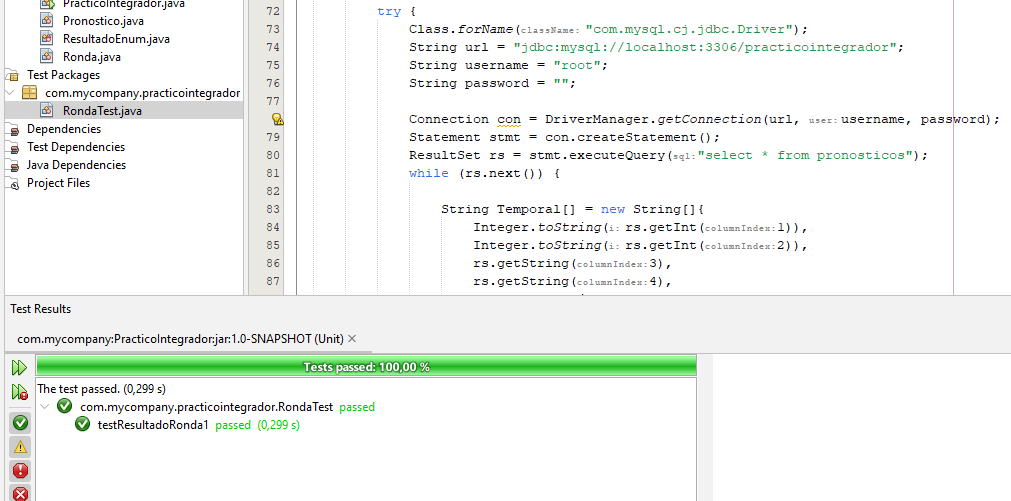 PracticoIntegrador.java
Pronostico.java
ResultadoEnum.java
Ronda.java
Test Packages
com.mycompany.practicointegrador
RondaTest.java
Dependencies
Test Dependencies
Java Dependencies
Project Files
72 try {
73 Class.forName(className: "com.mysql.cj.jdbc.Driver");
74 String url = "jdbc:mysql://localhost:3306/practicointegrador";
75 String username = "root";
76 String password = "";
77
Connection con = DriverManager.getConnection(url, user: username, password);
79 Statement stmt = con.createStatement();
80 ResultSet rs = stmt.executeQuery(sql: "select * from pronosticos");
81 while (rs.next()) {
82
83 String Temporal[] = new String[]{
84 Integer.toString(i: rs.getInt(columnIndex: 1)),
85 Integer.toString(i: rs.getInt(columnIndex: 2)),
86 rs.getString(columnIndex: 3),
87 rs.getString(columnIndex: 4),
Test Results
com.mycompany:PracticoIntegrador:jar:1.0-SNAPSHOT (Unit) ×
Tests passed: 100,00 %
The test passed. (0,299 s)
com.mycompany.practicointegrador.RondaTest passed
testResultadoRonda1 passed (0,299 s)